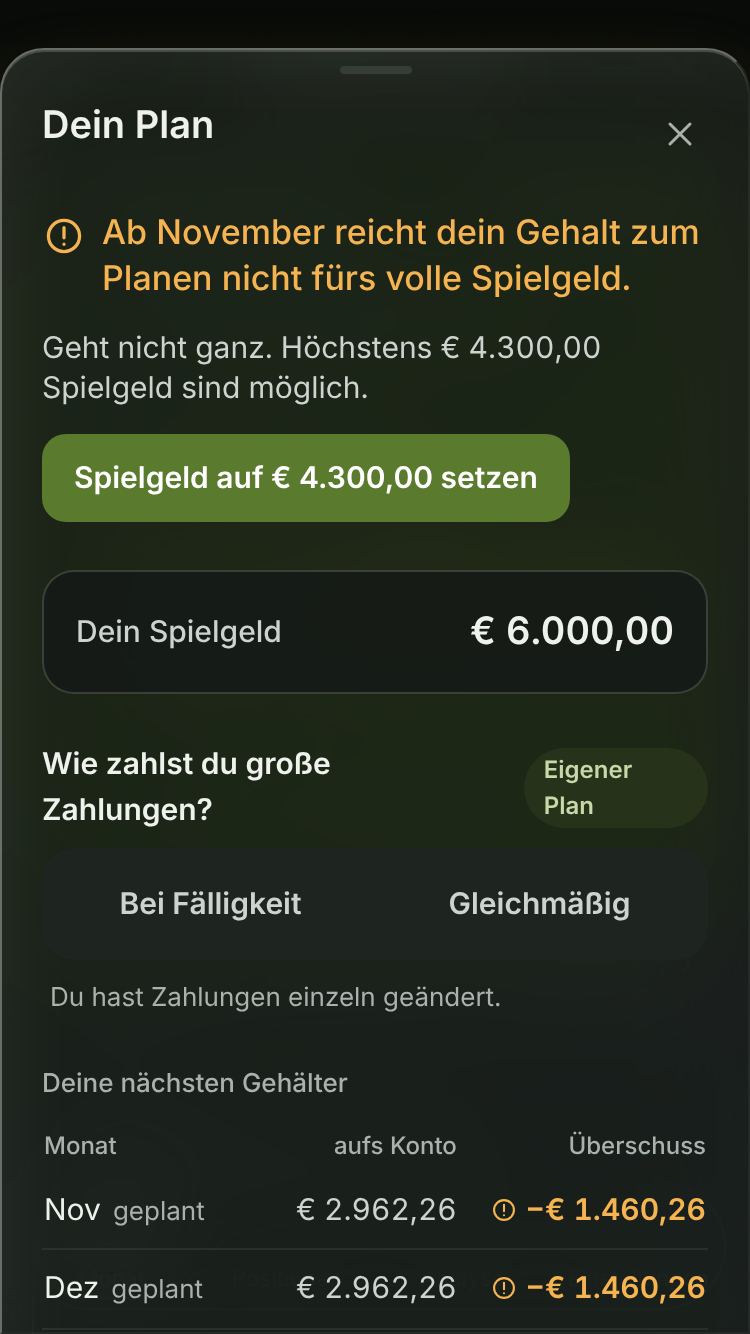 Dein Plan
Ab November reicht dein Gehalt zum
Planen nicht fürs volle Spielgeld.
Geht nicht ganz. Höchstens € 4.300,00
Spielgeld sind möglich.
Spielgeld auf € 4.300,00 setzen
Dein Spielgeld € 6.000,00
Wie zahlst du große
Zahlungen?
Eigener
Plan
Bei Fälligkeit Gleichmäßig
Du hast Zahlungen einzeln geändert.
Deine nächsten Gehälter
Monat aufs Konto Überschuss
Nov geplant € 2.962,26 −€ 1.460,26
Dez geplant € 2.962,26 −€ 1.460,26